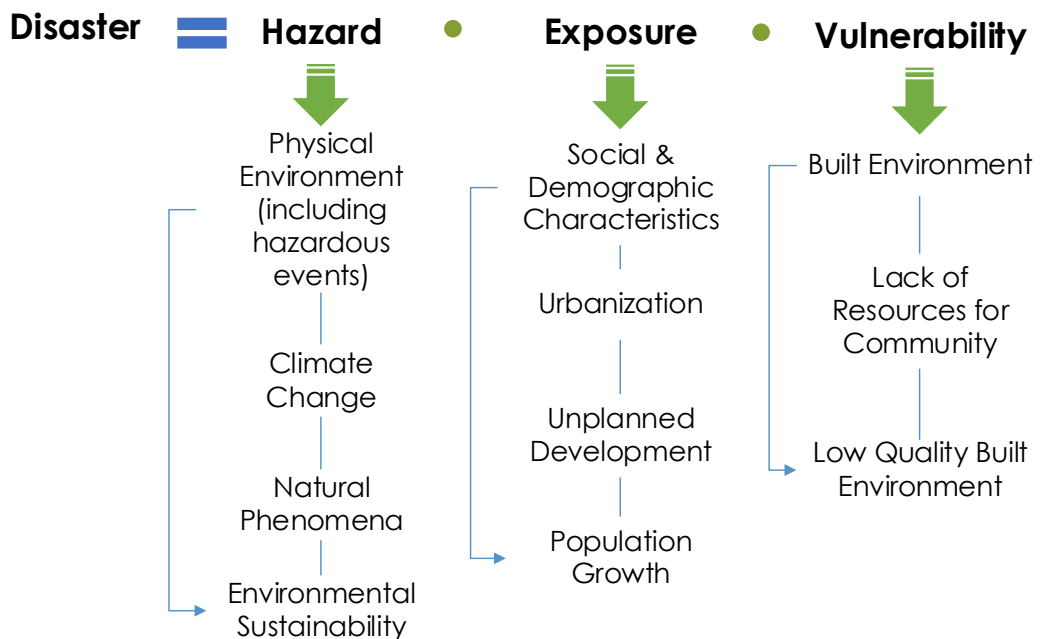 Disaster = Hazard • Exposure • Vulnerability
Physical
Environment
(including
hazardous
events)
Climate
Change
Natural
Phenomena
Environmental
Sustainability
Social &
Demographic
Characteristics
Urbanization
Unplanned
Development
Population
Growth
Built Environment
Lack of
Resources for
Community
Low Quality Built
Environment